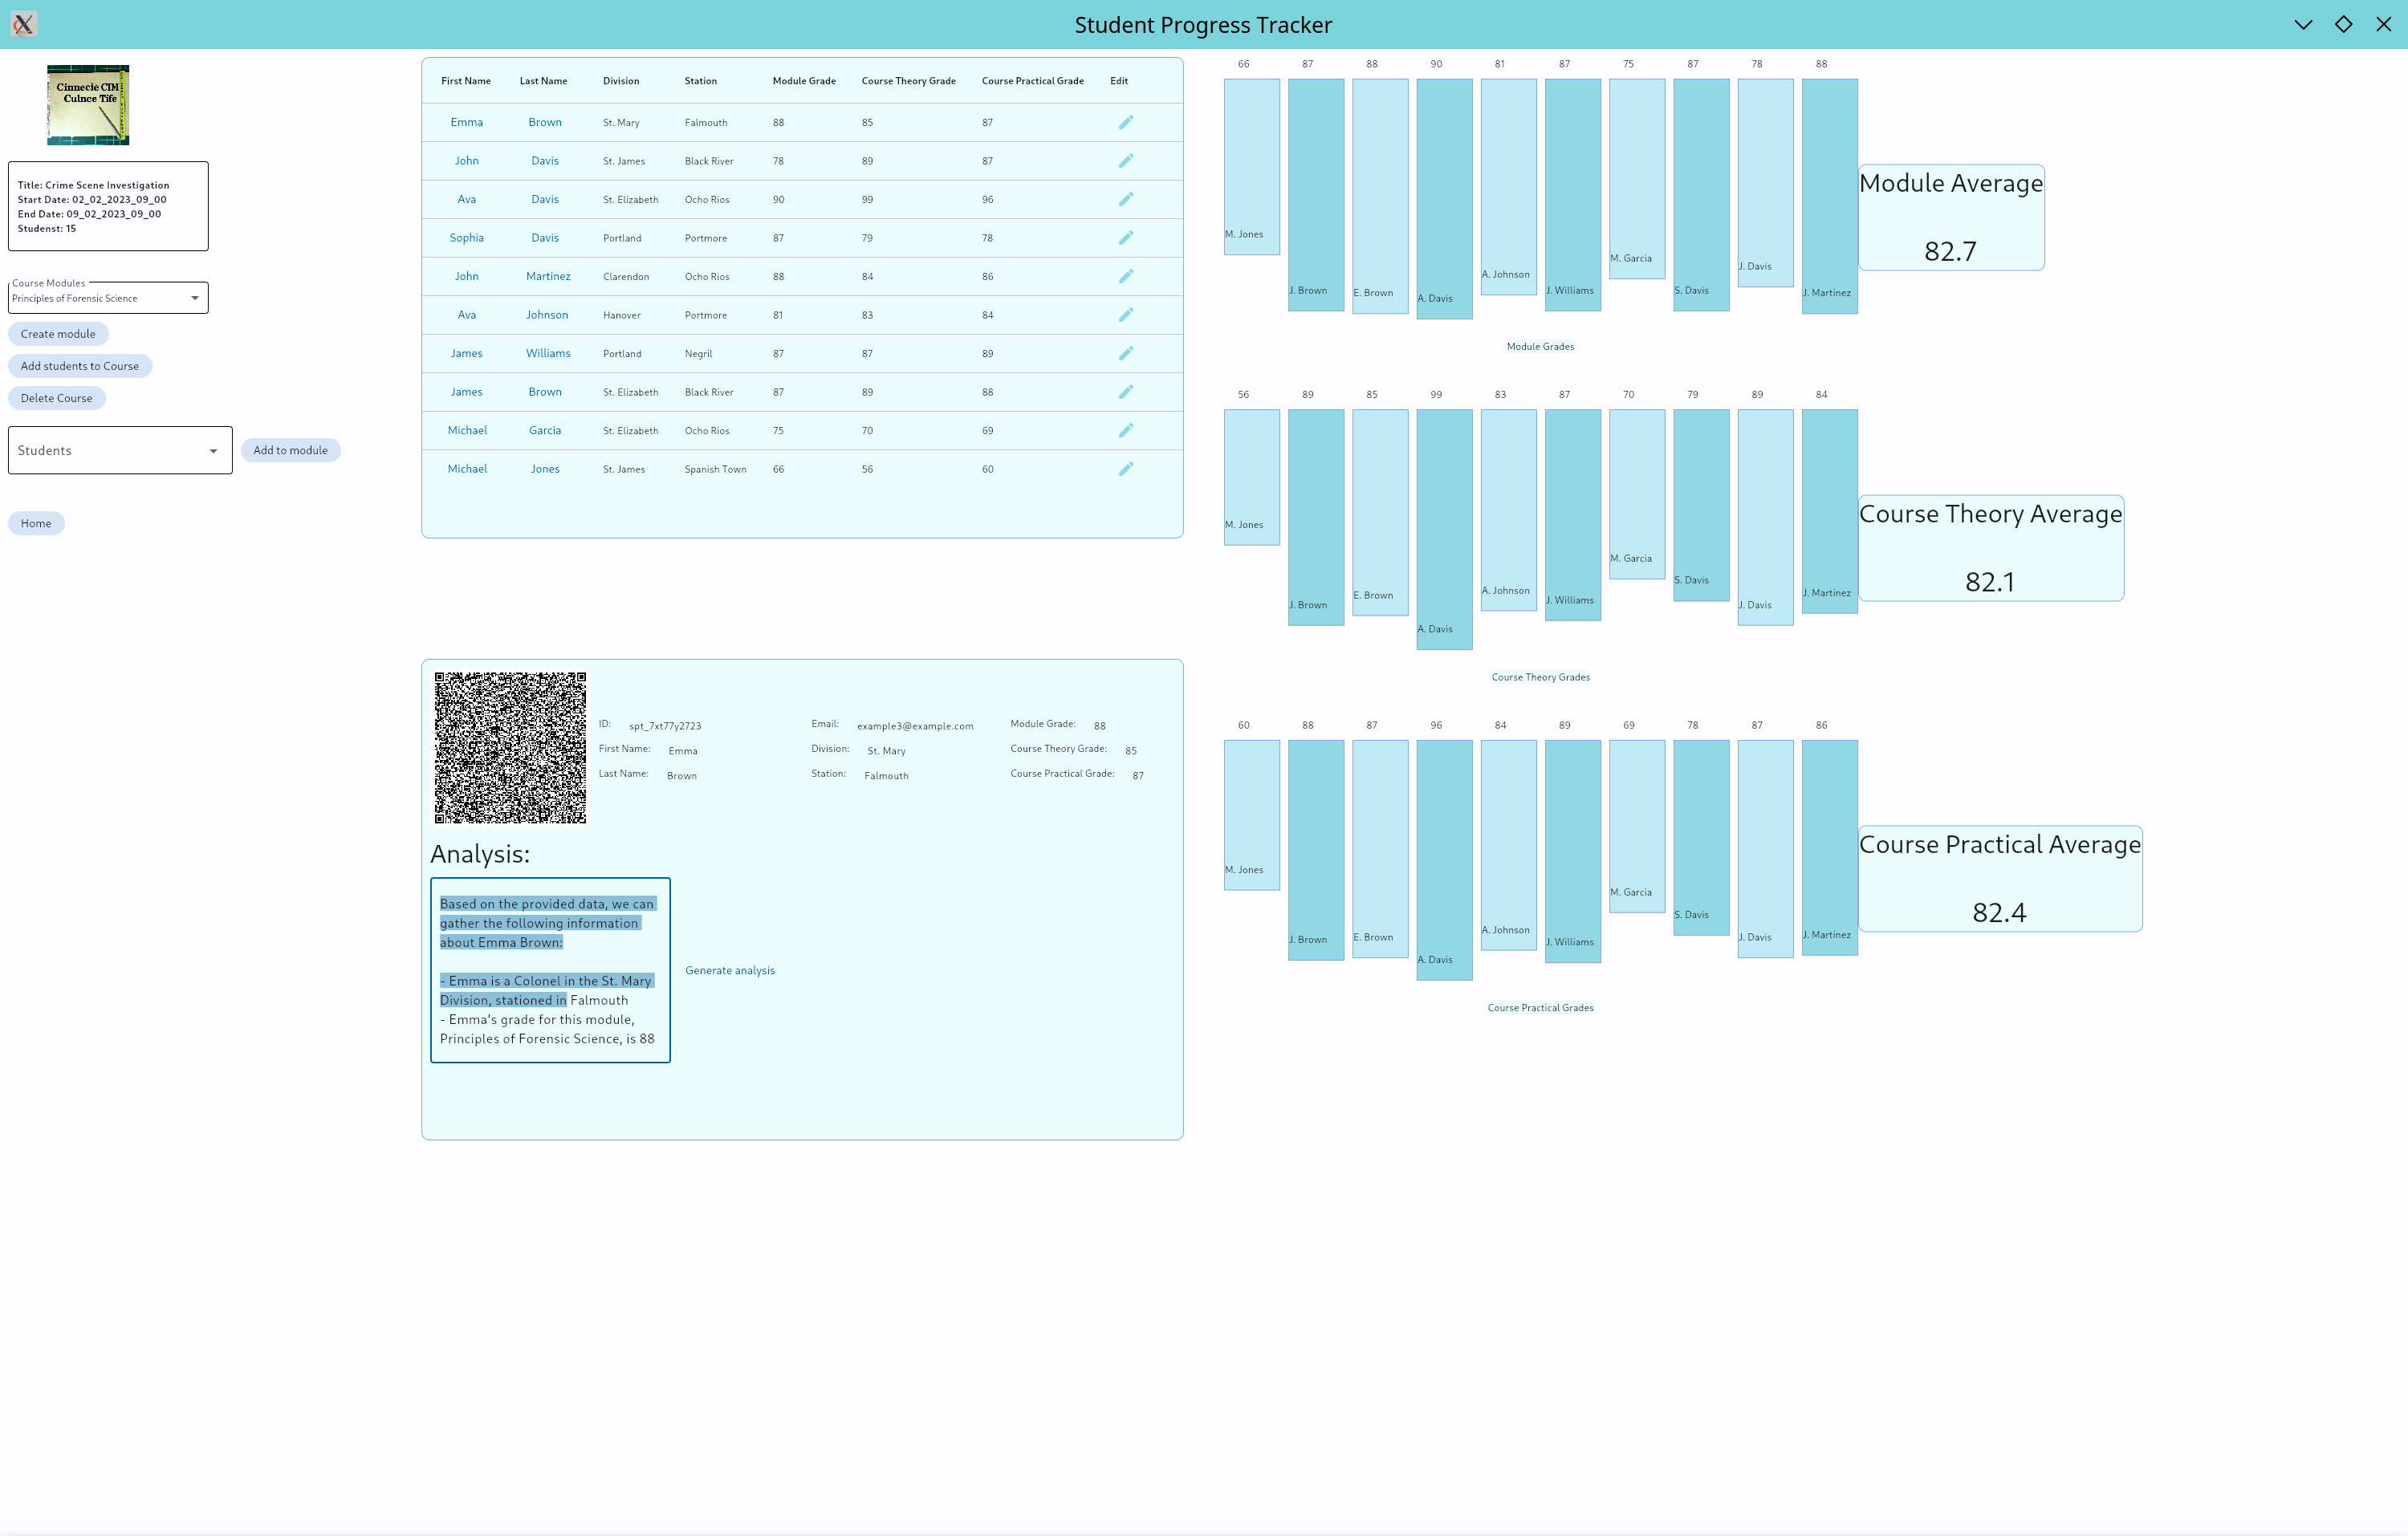 Student Progress Tracker
Cinnecie CTM
Culnce Tife
Title: Crime Scene Investigation
Start Date: 02_02_2023_09_00
End Date: 09_02_2023_09_00
Studenst: 15
Course Modules
Principles of Forensic Science
Create module
Add students to Course
Delete Course
Students
Add to module
Home
First Name Last Name Division Station Module Grade Course Theory Grade Course Practical Grade Edit
Emma Brown St. Mary Falmouth 88 85 87
John Davis St. James Black River 78 89 87
Ava Davis St. Elizabeth Ocho Rios 90 99 96
Sophia Davis Portland Portmore 87 79 78
John Martinez Clarendon Ocho Rios 88 84 86
Ava Johnson Hanover Portmore 81 83 84
James Williams Portland Negril 87 87 89
James Brown St. Elizabeth Black River 87 89 88
Michael Garcia St. Elizabeth Ocho Rios 75 70 69
Michael Jones St. James Spanish Town 66 56 60
ID: spt_7xt77y2723 Email: example3@example.com Module Grade: 88
First Name: Emma Division: St. Mary Course Theory Grade: 85
Last Name: Brown Station: Falmouth Course Practical Grade: 87
Analysis:
Based on the provided data, we can
gather the following information
about Emma Brown:
- Emma is a Colonel in the St. Mary
Division, stationed in Falmouth
- Emma's grade for this module,
Principles of Forensic Science, is 88
Generate analysis
66 87 88 90 81 87 75 87 78 88
M. Jones J. Brown E. Brown A. Davis A. Johnson J. Williams M. Garcia S. Davis J. Davis J. Martinez
Module Grades
Module Average
82.7
56 89 85 99 83 87 70 79 89 84
M. Jones J. Brown E. Brown A. Davis A. Johnson J. Williams M. Garcia S. Davis J. Davis J. Martinez
Course Theory Grades
Course Theory Average
82.1
60 88 87 96 84 89 69 78 87 86
M. Jones J. Brown E. Brown A. Davis A. Johnson J. Williams M. Garcia S. Davis J. Davis J. Martinez
Course Practical Grades
Course Practical Average
82.4